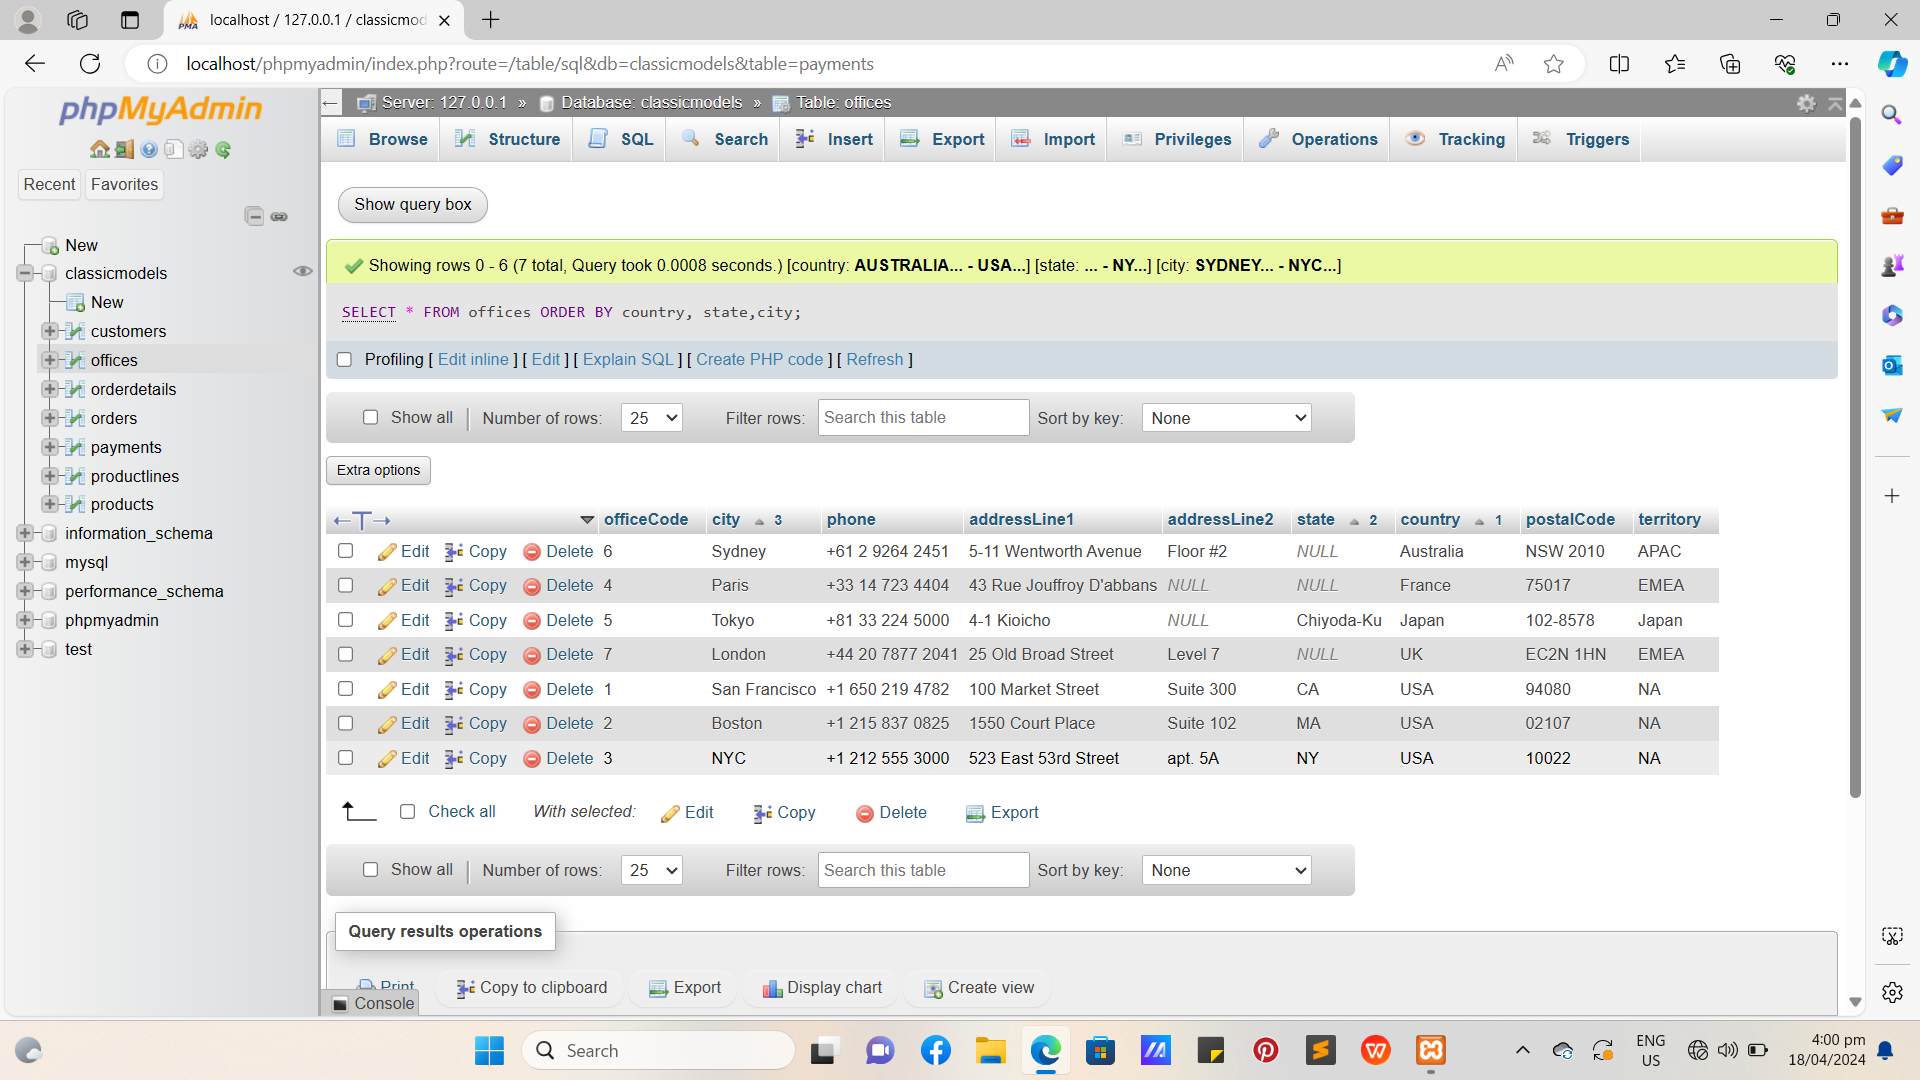 localhost / 127.0.0.1 / classicmod
localhost/phpmyadmin/index.php?route=/table/sql&db=classicmodels&table=payments
phpMyAdmin
Recent Favorites
New
classicmodels
New
customers
offices
orderdetails
orders
payments
productlines
products
information_schema
mysql
performance_schema
phpmyadmin
test
Server: 127.0.0.1 » Database: classicmodels » Table: offices
Browse Structure SQL Search Insert Export Import Privileges Operations Tracking Triggers
Show query box
Showing rows 0 - 6 (7 total, Query took 0.0008 seconds.) [country: AUSTRALIA... - USA...] [state: ... - NY...] [city: SYDNEY... - NYC...]
SELECT * FROM offices ORDER BY country, state,city;
Profiling [ Edit inline ] [ Edit ] [ Explain SQL ] [ Create PHP code ] [ Refresh ]
Show all Number of rows: 25 Filter rows: Search this table Sort by key: None
Extra options
←T→ officeCode city 3 phone addressLine1 addressLine2 state 2 country 1 postalCode territory
Edit Copy Delete 6 Sydney +61 2 9264 2451 5-11 Wentworth Avenue Floor #2 NULL Australia NSW 2010 APAC
Edit Copy Delete 4 Paris +33 14 723 4404 43 Rue Jouffroy D'abbans NULL NULL France 75017 EMEA
Edit Copy Delete 5 Tokyo +81 33 224 5000 4-1 Kioicho NULL Chiyoda-Ku Japan 102-8578 Japan
Edit Copy Delete 7 London +44 20 7877 2041 25 Old Broad Street Level 7 NULL UK EC2N 1HN EMEA
Edit Copy Delete 1 San Francisco +1 650 219 4782 100 Market Street Suite 300 CA USA 94080 NA
Edit Copy Delete 2 Boston +1 215 837 0825 1550 Court Place Suite 102 MA USA 02107 NA
Edit Copy Delete 3 NYC +1 212 555 3000 523 East 53rd Street apt. 5A NY USA 10022 NA
Check all With selected: Edit Copy Delete Export
Show all Number of rows: 25 Filter rows: Search this table Sort by key: None
Query results operations
Print Copy to clipboard Export Display chart Create view
Console
Search
ENG
US
4:00 pm
18/04/2024